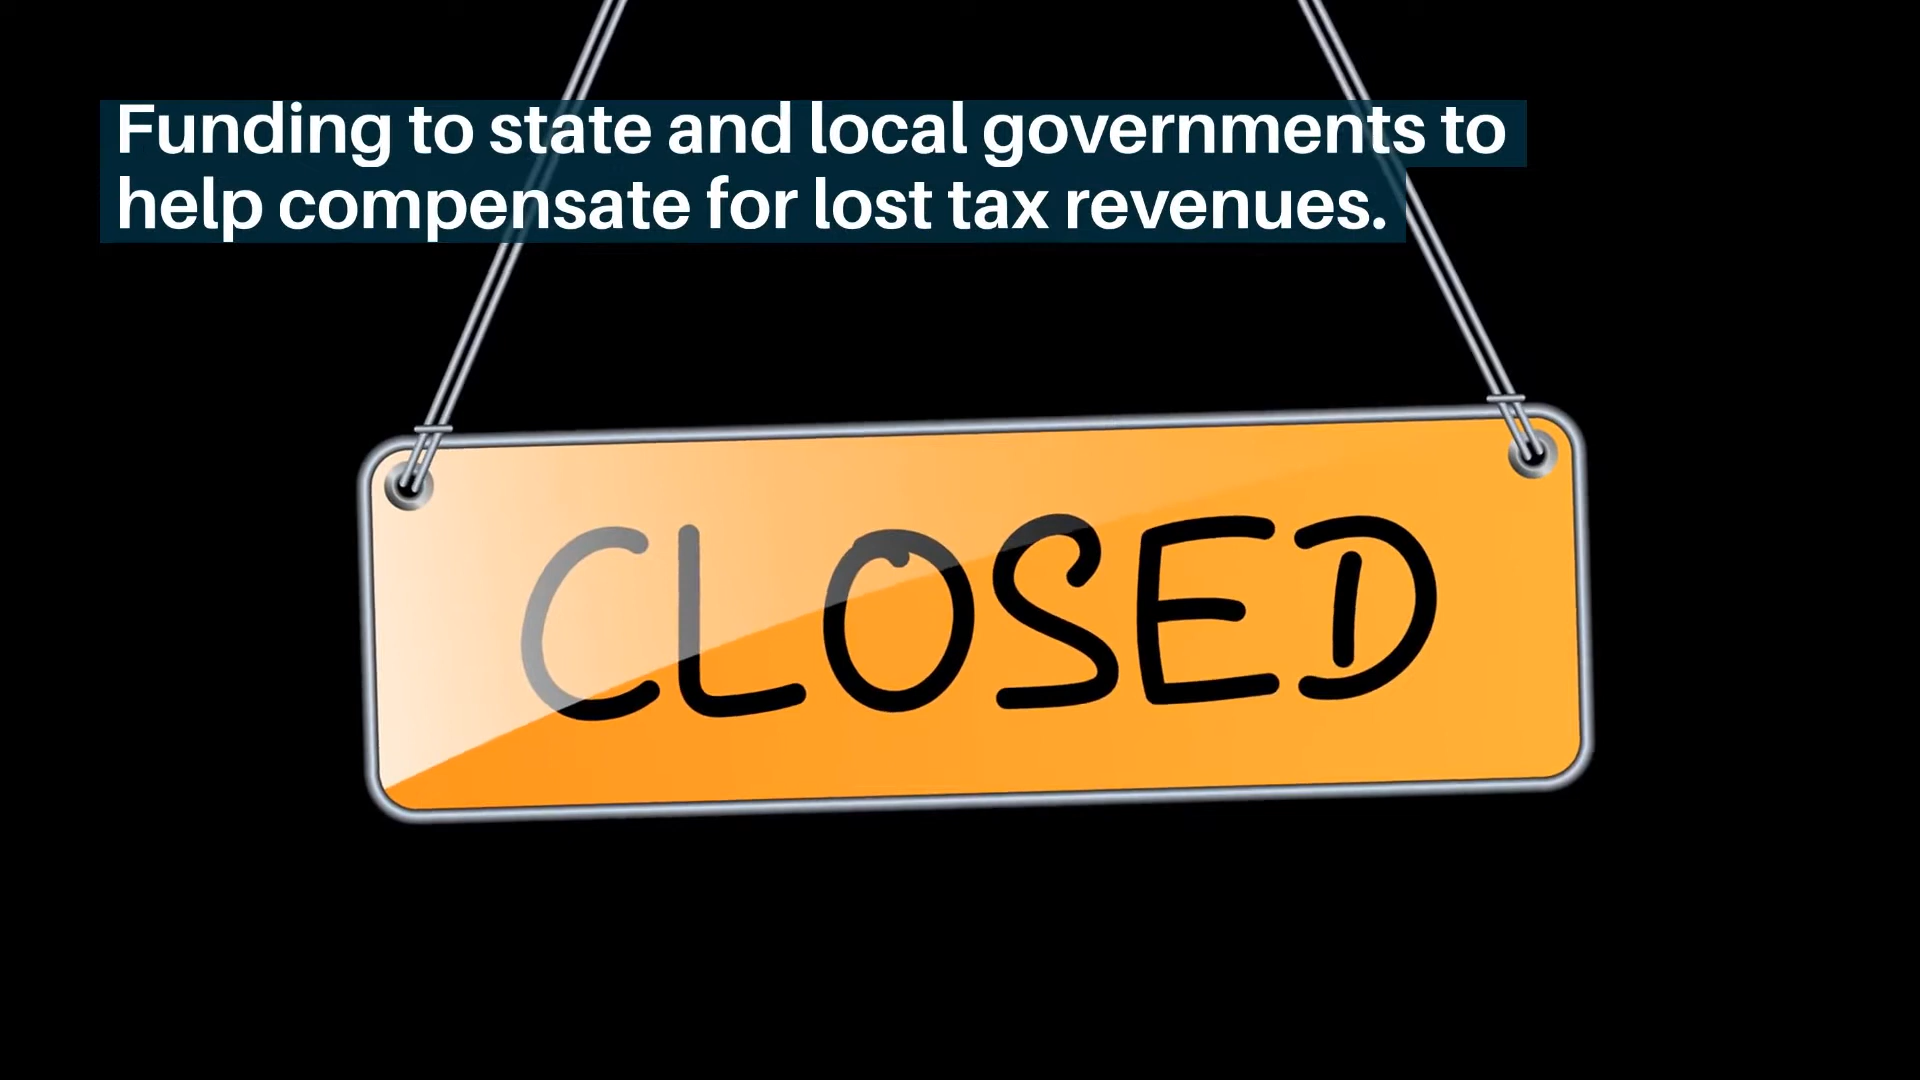 Funding to state and local governments to
help compensate for lost tax revenues.
CLOSED